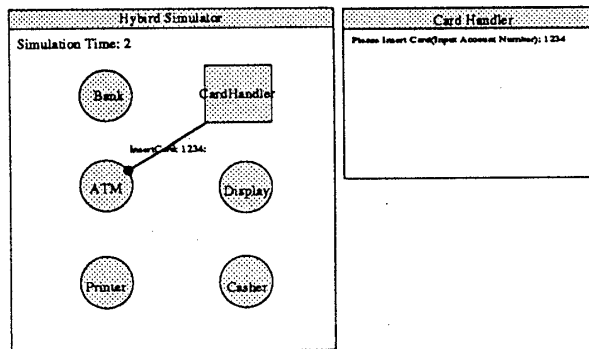 Hybird Simulator
Simulation Time: 2
Bank
CardHandler
InsertCard: 1234;
ATM
Display
Printer
Casher
Card Handler
Please Insert Card(Input Account Number): 1234